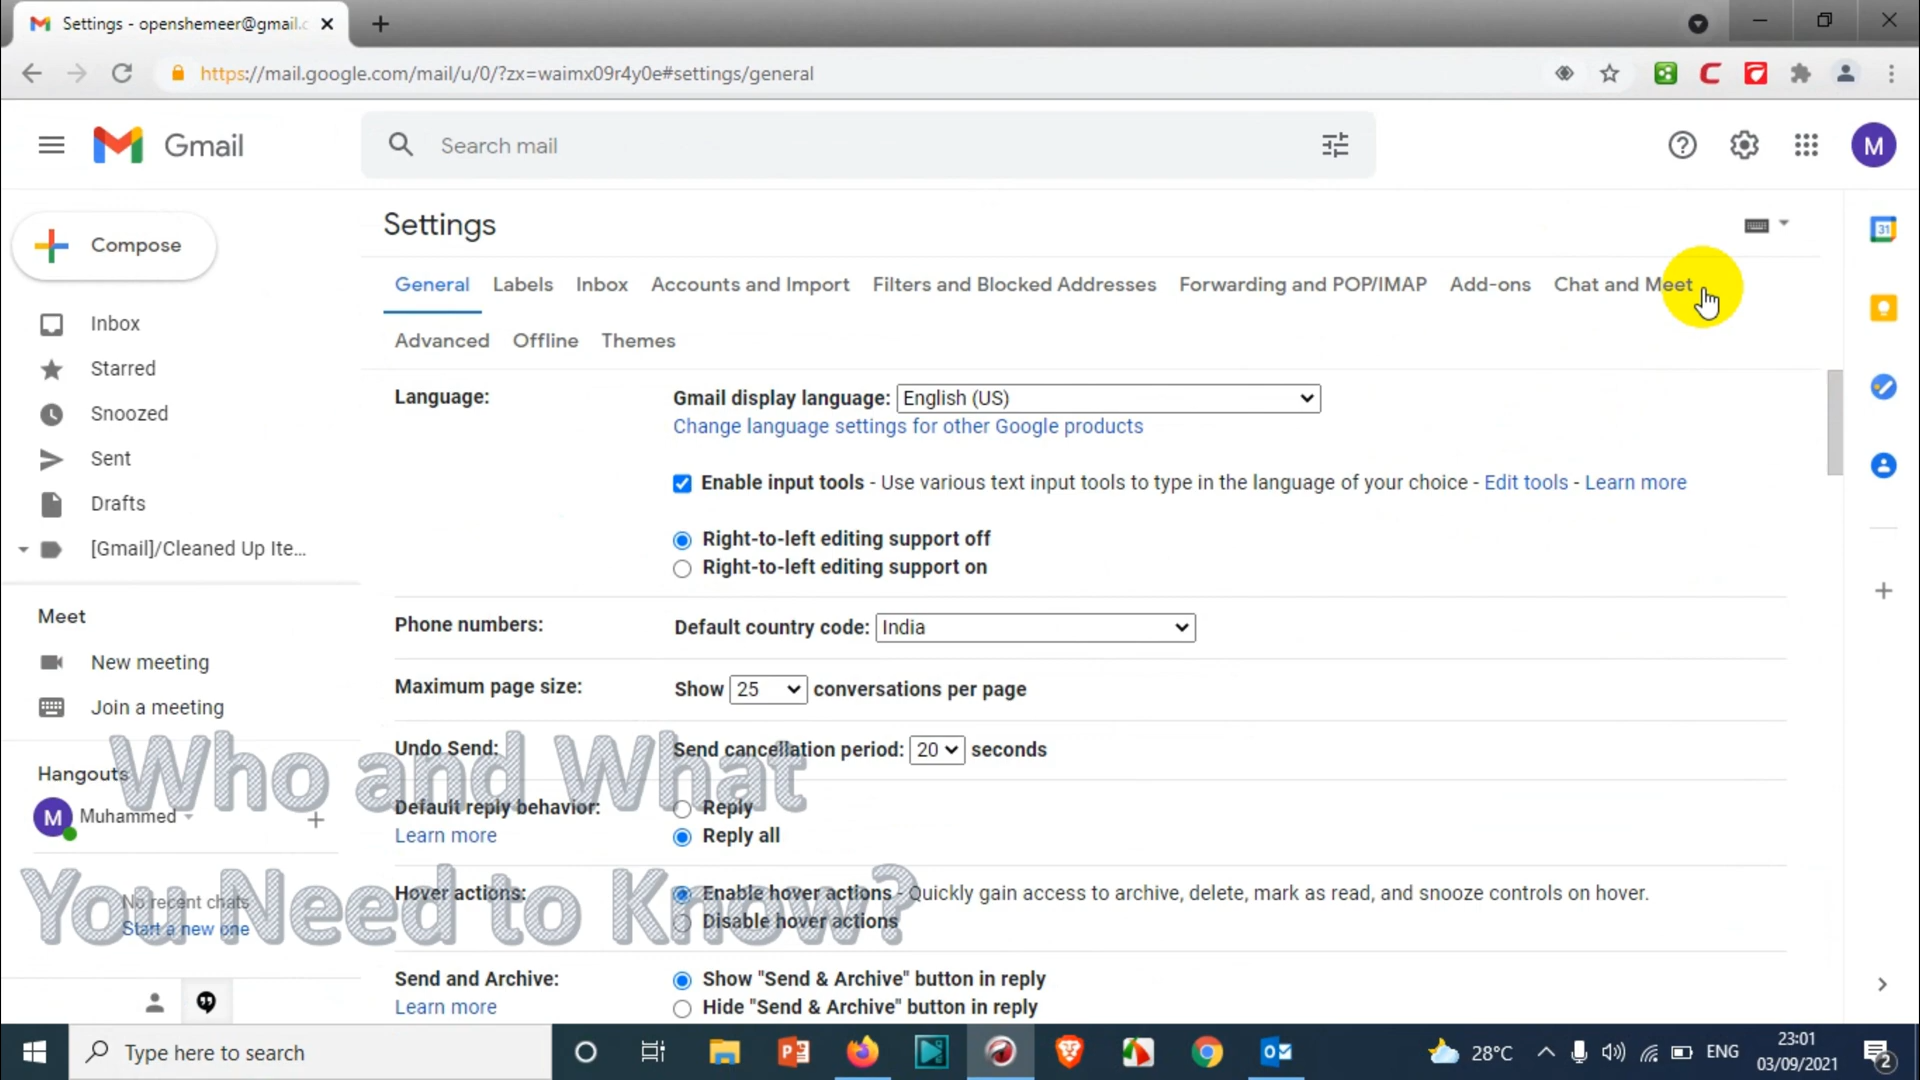 Settings - openshemeer@gmail.c
https://mail.google.com/mail/u/0/?zx=waimx09r4y0e#settings/general
Gmail
Search mail
M
Compose
Inbox
Starred
Snoozed
Sent
Drafts
[Gmail]/Cleaned Up Ite...
Meet
New meeting
Join a meeting
Hangouts
M
Muhammed
No recent chats
Start a new one
Settings
General Labels Inbox Accounts and Import Filters and Blocked Addresses Forwarding and POP/IMAP Add-ons Chat and Meet
Advanced Offline Themes
Language:
Gmail display language: English (US)
Change language settings for other Google products
Enable input tools - Use various text input tools to type in the language of your choice - Edit tools - Learn more
Right-to-left editing support off
Right-to-left editing support on
Phone numbers:
Default country code: India
Maximum page size:
Show 25 conversations per page
Undo Send:
Send cancellation period: 20 seconds
Default reply behavior:
Learn more
Reply
Reply all
Hover actions:
Enable hover actions - Quickly gain access to archive, delete, mark as read, and snooze controls on hover.
Disable hover actions
Send and Archive:
Learn more
Show "Send & Archive" button in reply
Hide "Send & Archive" button in reply
31
Who and What
You Need to Know?
Type here to search
28°C
ENG
23:01
03/09/2021
2